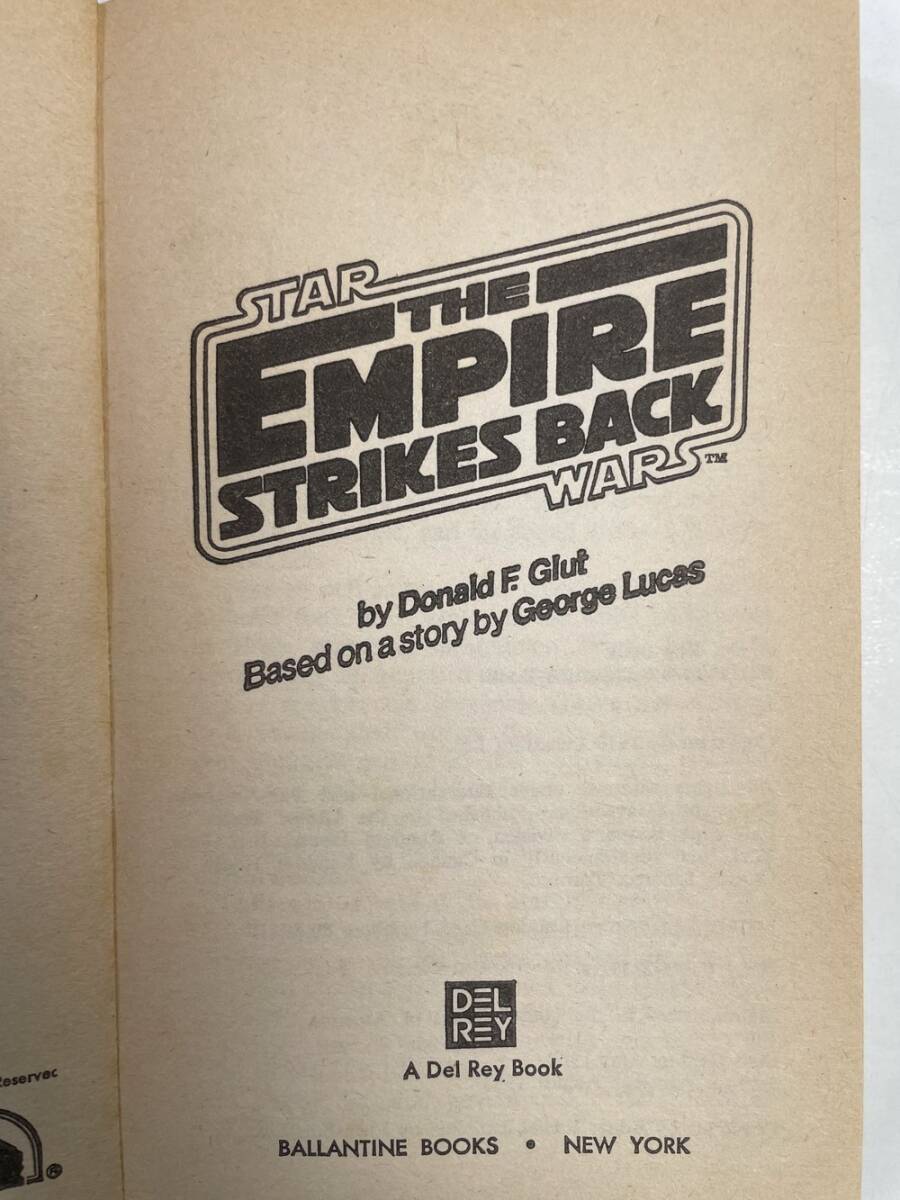 STAR
THE
EMPIRE
STRIKES BACK
WARS™
by Donald F. Glut
Based on a story by George Lucas
DEL
REY
A Del Rey Book
BALLANTINE BOOKS • NEW YORK
Reservec
®